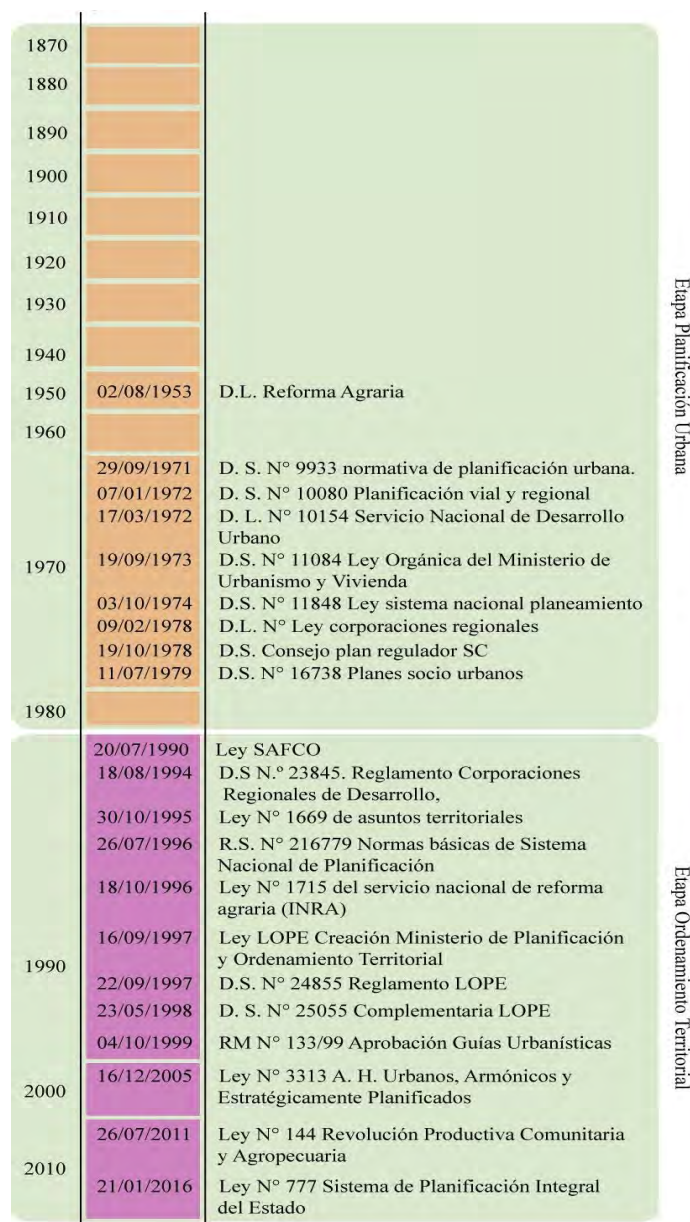 1870
1880
1890
1900
1910
1920
1930
1940
1950 02/08/1953 D.L. Reforma Agraria
1960
29/09/1971 D. S. N° 9933 normativa de planificación urbana.
07/01/1972 D. S. N° 10080 Planificación vial y regional
17/03/1972 D. L. N° 10154 Servicio Nacional de Desarrollo
Urbano
1970 19/09/1973 D.S. N° 11084 Ley Orgánica del Ministerio de
Urbanismo y Vivienda
03/10/1974 D.S. N° 11848 Ley sistema nacional planeamiento
09/02/1978 D.L. N° Ley corporaciones regionales
19/10/1978 D.S. Consejo plan regulador SC
11/07/1979 D.S. N° 16738 Planes socio urbanos
1980
Etapa Planificación Urbana
20/07/1990 Ley SAFCO
18/08/1994 D.S N.º 23845. Reglamento Corporaciones
Regionales de Desarrollo,
30/10/1995 Ley N° 1669 de asuntos territoriales
26/07/1996 R.S. N° 216779 Normas básicas de Sistema
Nacional de Planificación
18/10/1996 Ley N° 1715 del servicio nacional de reforma
agraria (INRA)
16/09/1997 Ley LOPE Creación Ministerio de Planificación
1990 y Ordenamiento Territorial
22/09/1997 D.S. N° 24855 Reglamento LOPE
23/05/1998 D. S. N° 25055 Complementaria LOPE
04/10/1999 RM N° 133/99 Aprobación Guías Urbanísticas
2000 16/12/2005 Ley N° 3313 A. H. Urbanos, Armónicos y
Estratégicamente Planificados
26/07/2011 Ley N° 144 Revolución Productiva Comunitaria
y Agropecuaria
2010
21/01/2016 Ley N° 777 Sistema de Planificación Integral
del Estado
Etapa Ordenamiento Territorial